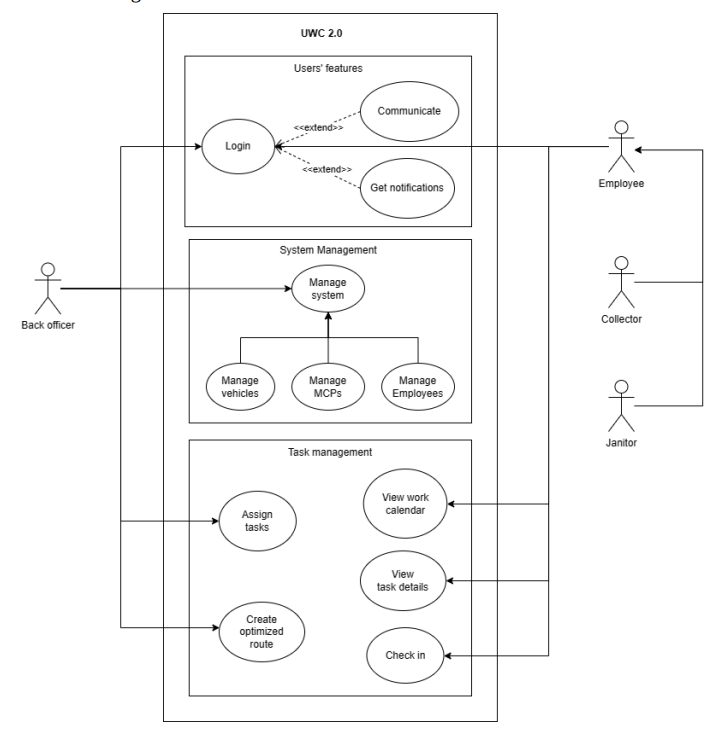 UWC 2.0
Users' features
Communicate
<<extend>>
Login
<<extend>>
Get notifications
Employee
System Management
Manage
system
Back officer
Collector
Manage
vehicles
Manage
MCPs
Manage
Employees
Janitor
Task management
View work
calendar
Assign
tasks
View
task details
Create
optimized
route
Check in